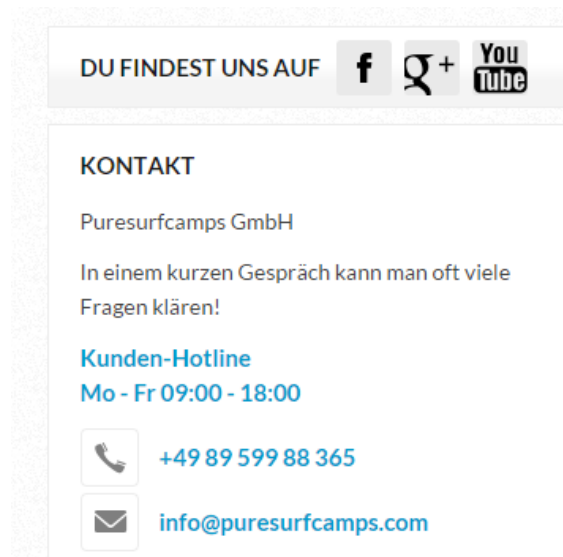 DU FINDEST UNS AUF f g+ You Tube
KONTAKT
Puresurfcamps GmbH
In einem kurzen Gespräch kann man oft viele
Fragen klären!
Kunden-Hotline
Mo - Fr 09:00 - 18:00
+49 89 599 88 365
info@puresurfcamps.com